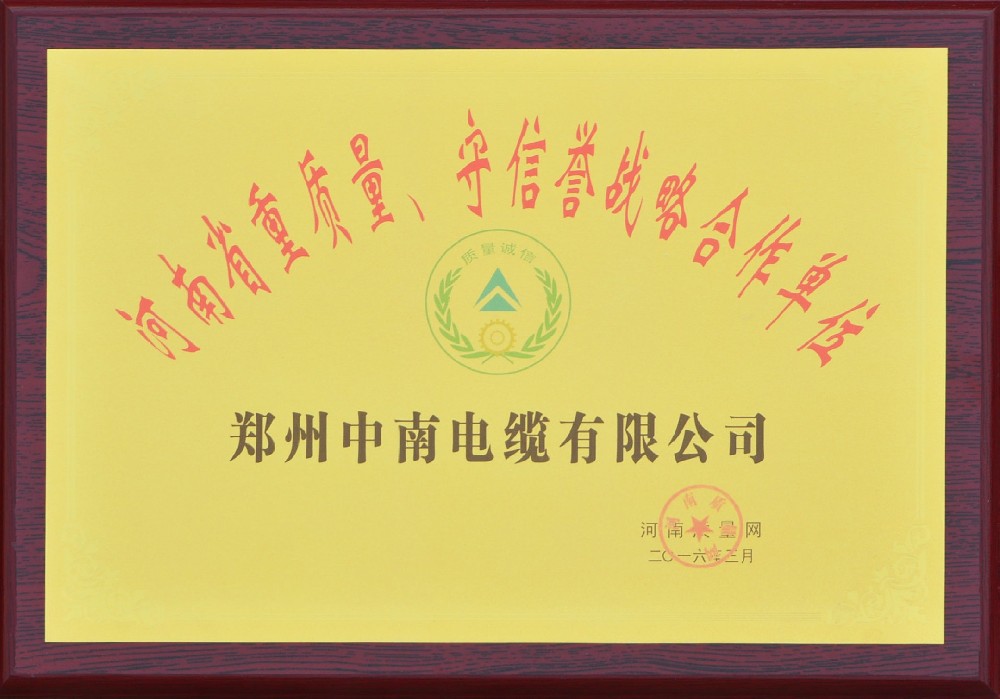 河南省重质量、守信誉战略合作单位
质量诚信
郑州中南电缆有限公司
河南质量网
二〇一六年三月